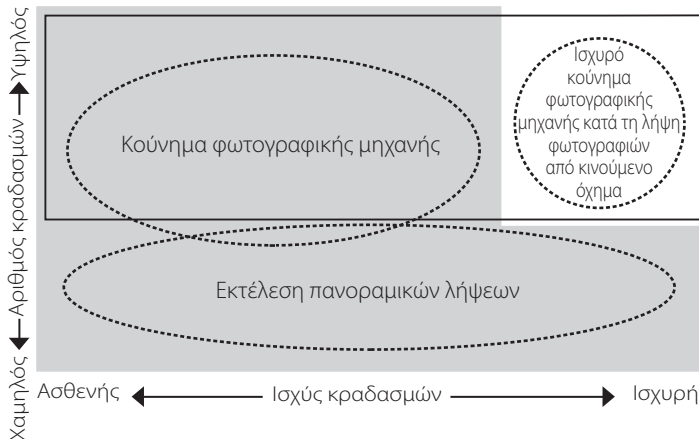 Υψηλός
Αριθμός κραδασμών
Χαμηλός
Κούνημα φωτογραφικής μηχανής
Ισχυρό
κούνημα
φωτογραφικής
μηχανής κατά τη λήψη
φωτογραφιών
από κινούμενο
όχημα
Εκτέλεση πανοραμικών λήψεων
Ασθενής
Ισχύς κραδασμών
Ισχυρή